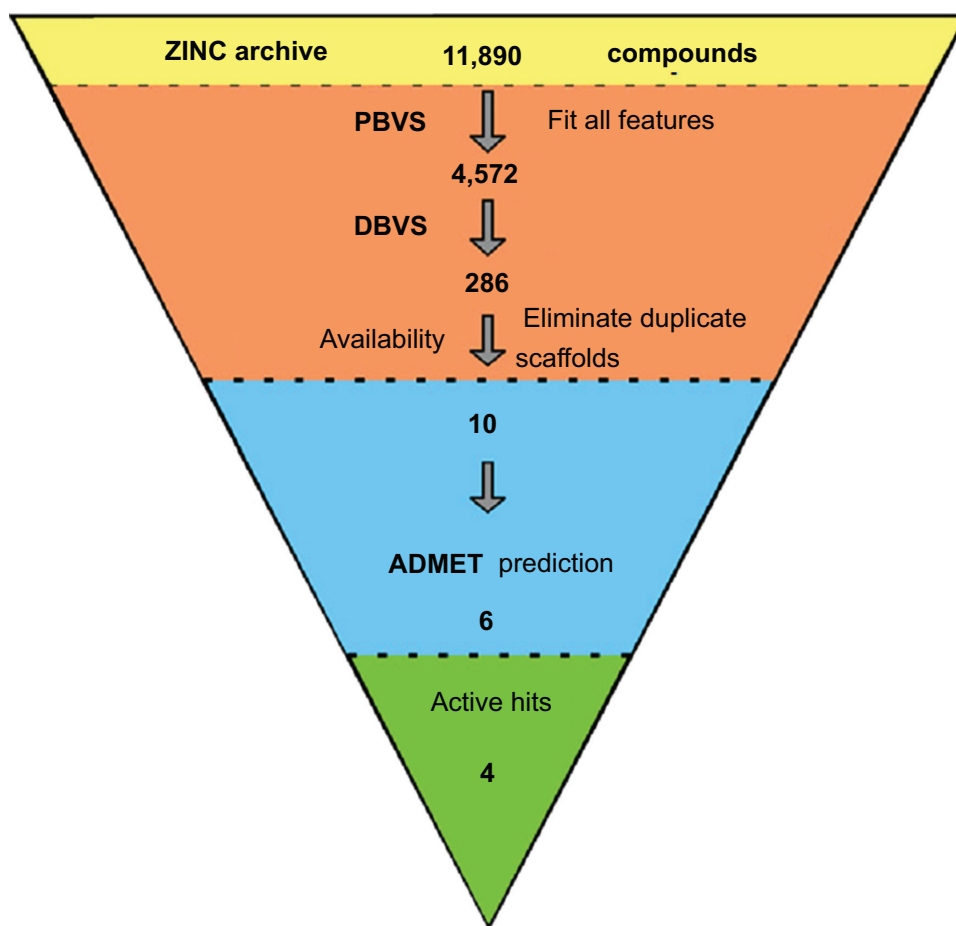 ZINC archive 11,890 compounds
PBVS Fit all features
4,572
DBVS
286
Availability Eliminate duplicate
scaffolds
10
ADMET prediction
6
Active hits
4